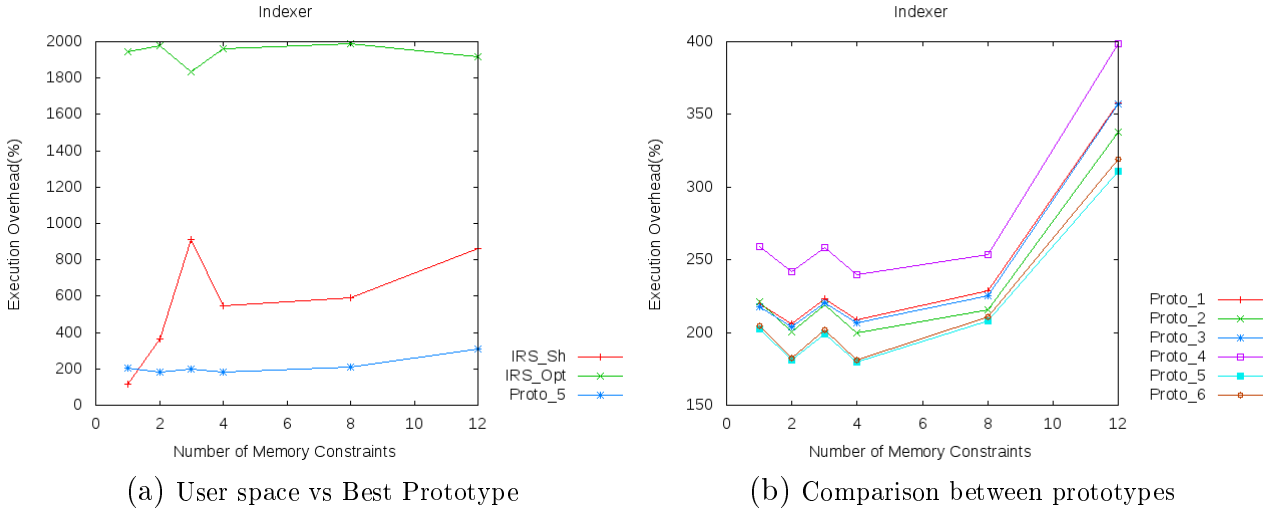 Indexer
2000
1800
1600
1400
1200
1000
800
600
400
200
0
Execution Overhead(%)
0 2 4 6 8 10 12
Number of Memory Constraints
IRS_Sh
IRS_Opt
Proto_5
(a) User space vs Best Prototype
Indexer
400
350
300
250
200
150
Execution Overhead(%)
0 2 4 6 8 10 12
Number of Memory Constraints
Proto_1
Proto_2
Proto_3
Proto_4
Proto_5
Proto_6
(b) Comparison between prototypes